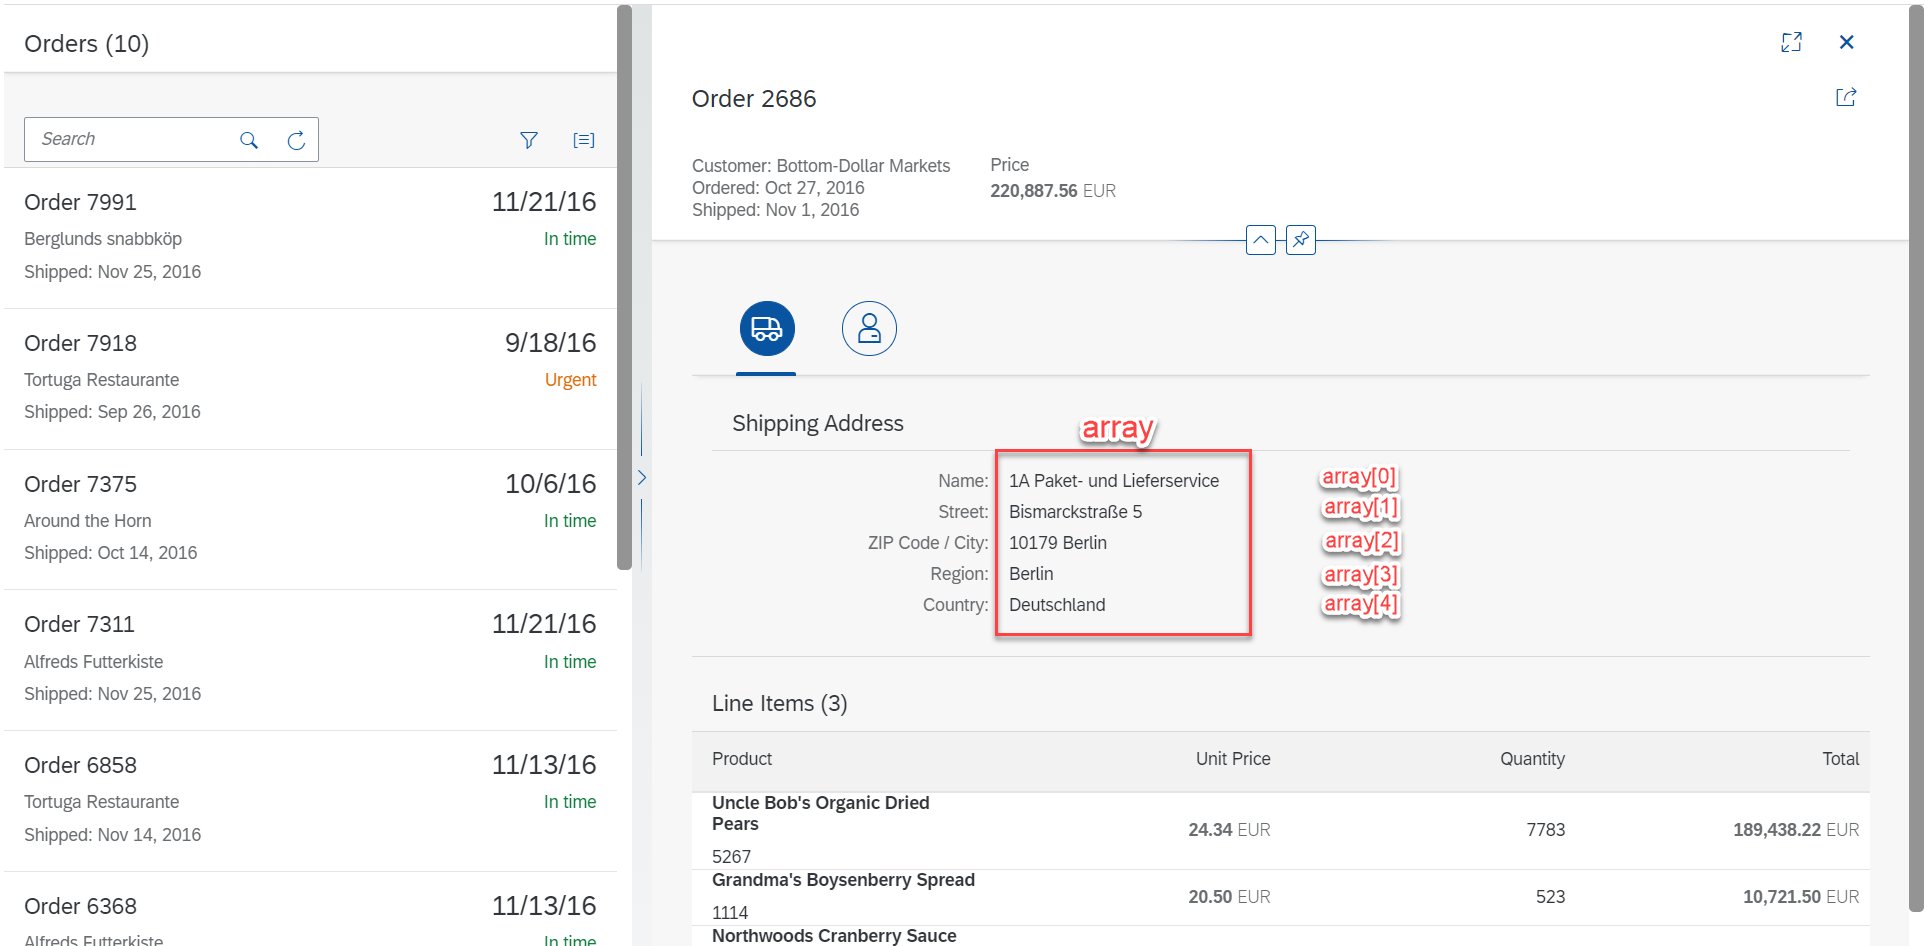 Orders (10)
Search
Order 7991
11/21/16
Berglunds snabbköp
In time
Shipped: Nov 25, 2016
Order 7918
9/18/16
Tortuga Restaurante
Urgent
Shipped: Sep 26, 2016
Order 7375
10/6/16
Around the Horn
In time
Shipped: Oct 14, 2016
Order 7311
11/21/16
Alfreds Futterkiste
In time
Shipped: Nov 25, 2016
Order 6858
11/13/16
Tortuga Restaurante
In time
Shipped: Nov 14, 2016
Order 6368
11/13/16
Alfreds Futterkiste
In time
Order 2686
Customer: Bottom-Dollar Markets
Ordered: Oct 27, 2016
Shipped: Nov 1, 2016
Price
220,887.56 EUR
Shipping Address
array
Name: 1A Paket- und Lieferservice array[0]
Street: Bismarckstraße 5 array[1]
ZIP Code / City: 10179 Berlin array[2]
Region: Berlin array[3]
Country: Deutschland array[4]
Line Items (3)
Product Unit Price Quantity Total
Uncle Bob's Organic Dried
Pears
5267
24.34 EUR 7783 189,438.22 EUR
Grandma's Boysenberry Spread
1114
20.50 EUR 523 10,721.50 EUR
Northwoods Cranberry Sauce